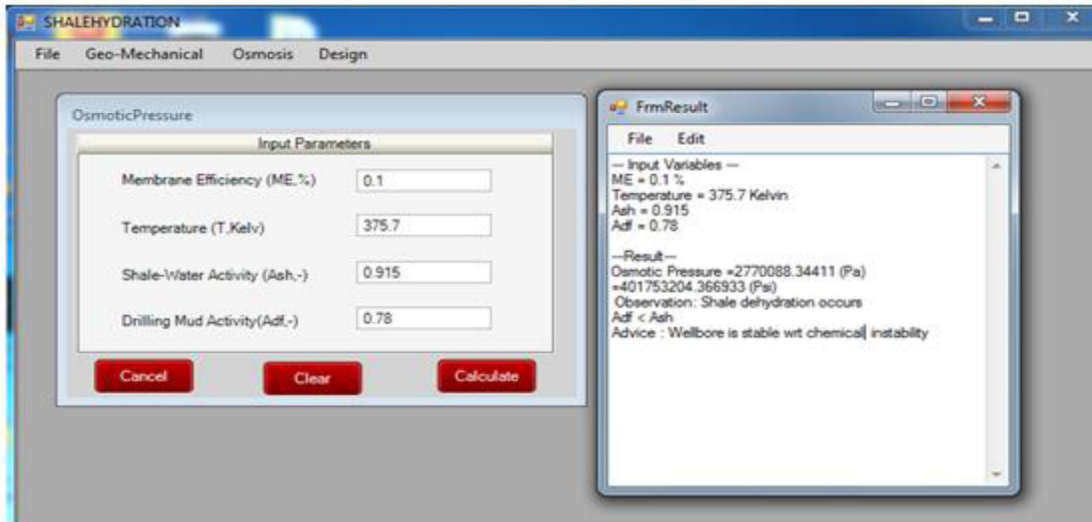 SHALEHYDRATION
File Geo-Mechanical Osmosis Design
OsmoticPressure
Input Parameters
Membrane Efficiency (ME,%) 0.1
Temperature (T,Kelv) 375.7
Shale-Water Activity (Ash,-) 0.915
Drilling Mud Activity(Adf,-) 0.78
Cancel Clear Calculate
FrmResult
File Edit
--- Input Variables ---
ME = 0.1 %
Temperature = 375.7 Kelvin
Ash = 0.915
Adf = 0.78
---Result---
Osmotic Pressure =2770088.34411 (Pa)
=401753204.366933 (Psi)
Observation: Shale dehydration occurs
Adf < Ash
Advice : Wellbore is stable wrt chemical instability